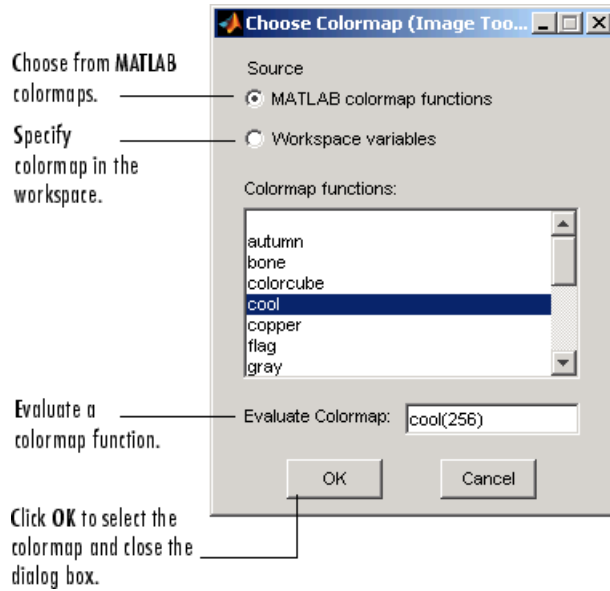 Choose Colormap (Image Too...
Choose from MATLAB
colormaps.
Source
MATLAB colormap functions
Specify
colormap in the
workspace.
Workspace variables
Colormap functions:
autumn
bone
colorcube
cool
copper
flag
gray
Evaluate a
colormap function.
Evaluate Colormap:
cool(256)
OK
Cancel
Click OK to select the
colormap and close the
dialog box.